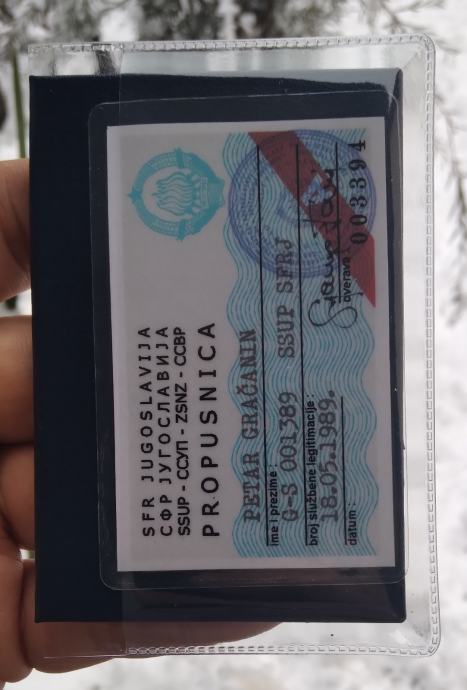 SFR JUGOSLAVIJA
СФР ЈУГОСЛАВИЈА
SSUP - ССУП - ZSNZ - ССВР
PROPUSNICA
PETAR GRAČANIN
ime i prezime :
G-S 001389 SSUP SFRJ
broj službene legitimacije :
18.05.1989.
datum :
overava
003394